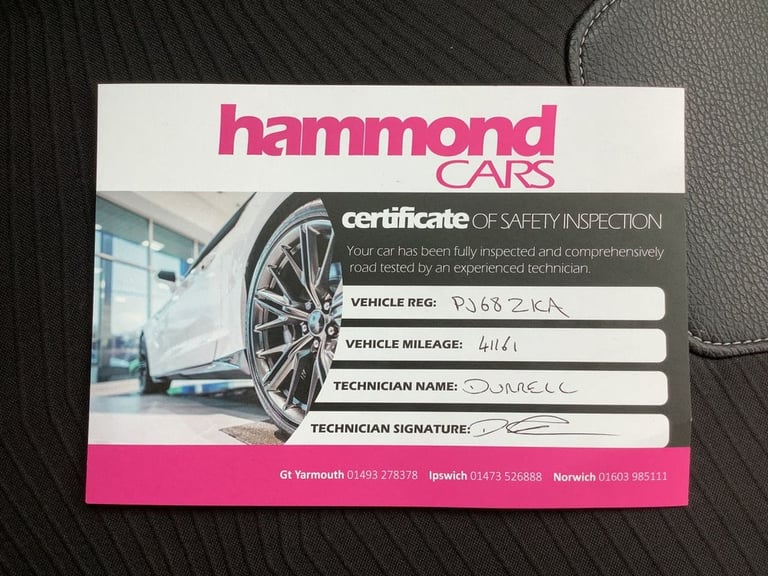 hammond
CARS
certificate OF SAFETY INSPECTION
Your car has been fully inspected and comprehensively
road tested by an experienced technician.
VEHICLE REG: PJ68ZKA
VEHICLE MILEAGE: 41161
TECHNICIAN NAME: DURRELL
TECHNICIAN SIGNATURE:
Gt Yarmouth 01493 278378 Ipswich 01473 526888 Norwich 01603 985111